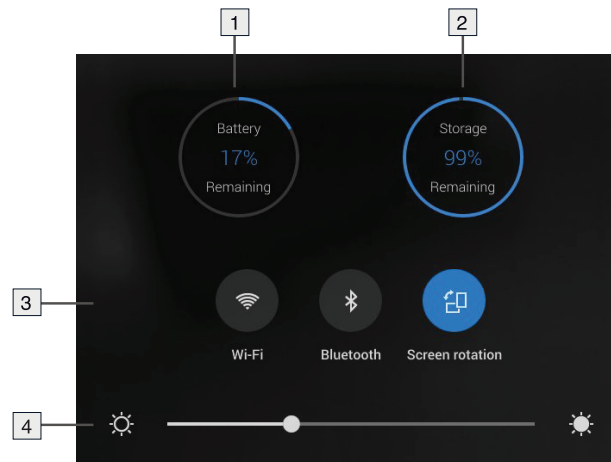 1
2
Battery
17%
Remaining
Storage
99%
Remaining
3
Wi-Fi
Bluetooth
Screen rotation
4